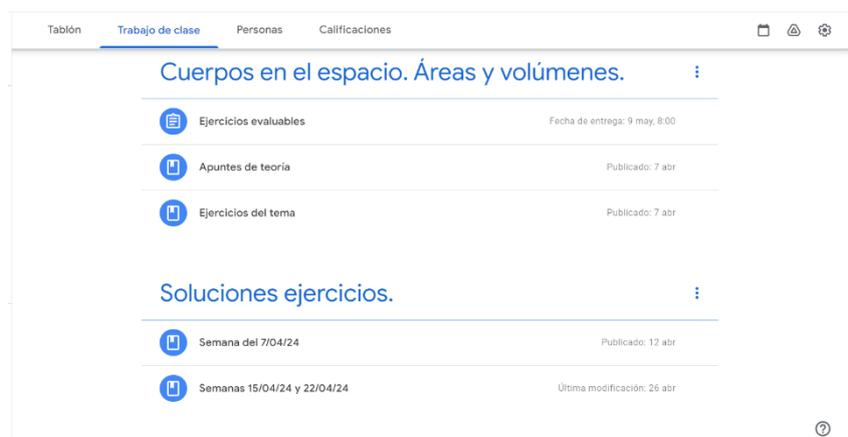 Tablón Trabajo de clase Personas Calificaciones
Cuerpos en el espacio. Áreas y volúmenes.
Ejercicios evaluables Fecha de entrega: 9 may, 8:00
Apuntes de teoría Publicado: 7 abr
Ejercicios del tema Publicado: 7 abr
Soluciones ejercicios.
Semana del 7/04/24 Publicado: 12 abr
Semanas 15/04/24 y 22/04/24 Última modificación: 26 abr